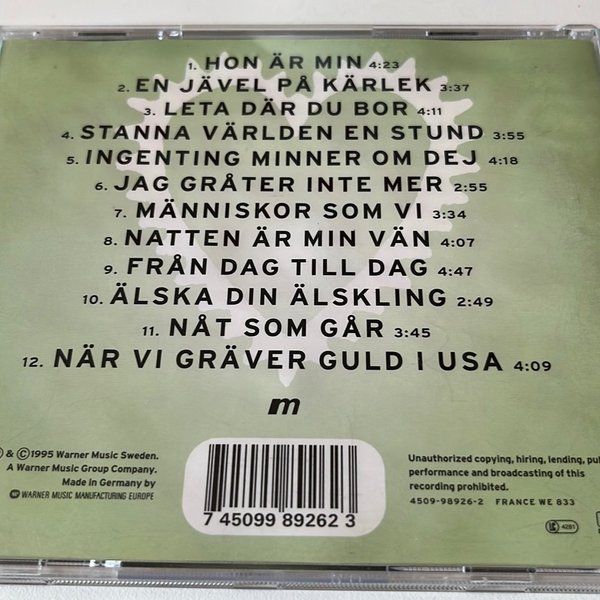 1. HON ÄR MIN 4:23
2. EN JÄVEL PÅ KÄRLEK 3:37
3. LETA DÄR DU BOR 4:11
4. STANNA VÄRLDEN EN STUND 3:55
5. INGENTING MINNER OM DEJ 4:18
6. JAG GRÅTER INTE MER 2:55
7. MÄNNISKOR SOM VI 3:34
8. NATTEN ÄR MIN VÄN 4:07
9. FRÅN DAG TILL DAG 4:47
10. ÄLSKA DIN ÄLSKLING 2:49
11. NÅT SOM GÅR 3:45
12. NÄR VI GRÄVER GULD I USA 4:09
m
& © 1995 Warner Music Sweden.
A Warner Music Group Company.
Made in Germany by
WARNER MUSIC MANUFACTURING EUROPE
7 45099 89262 3
Unauthorized copying, hiring, lending, pu
performance and broadcasting of this
recording prohibited.
4509-98926-2 FRANCE WE 833
LC 4281